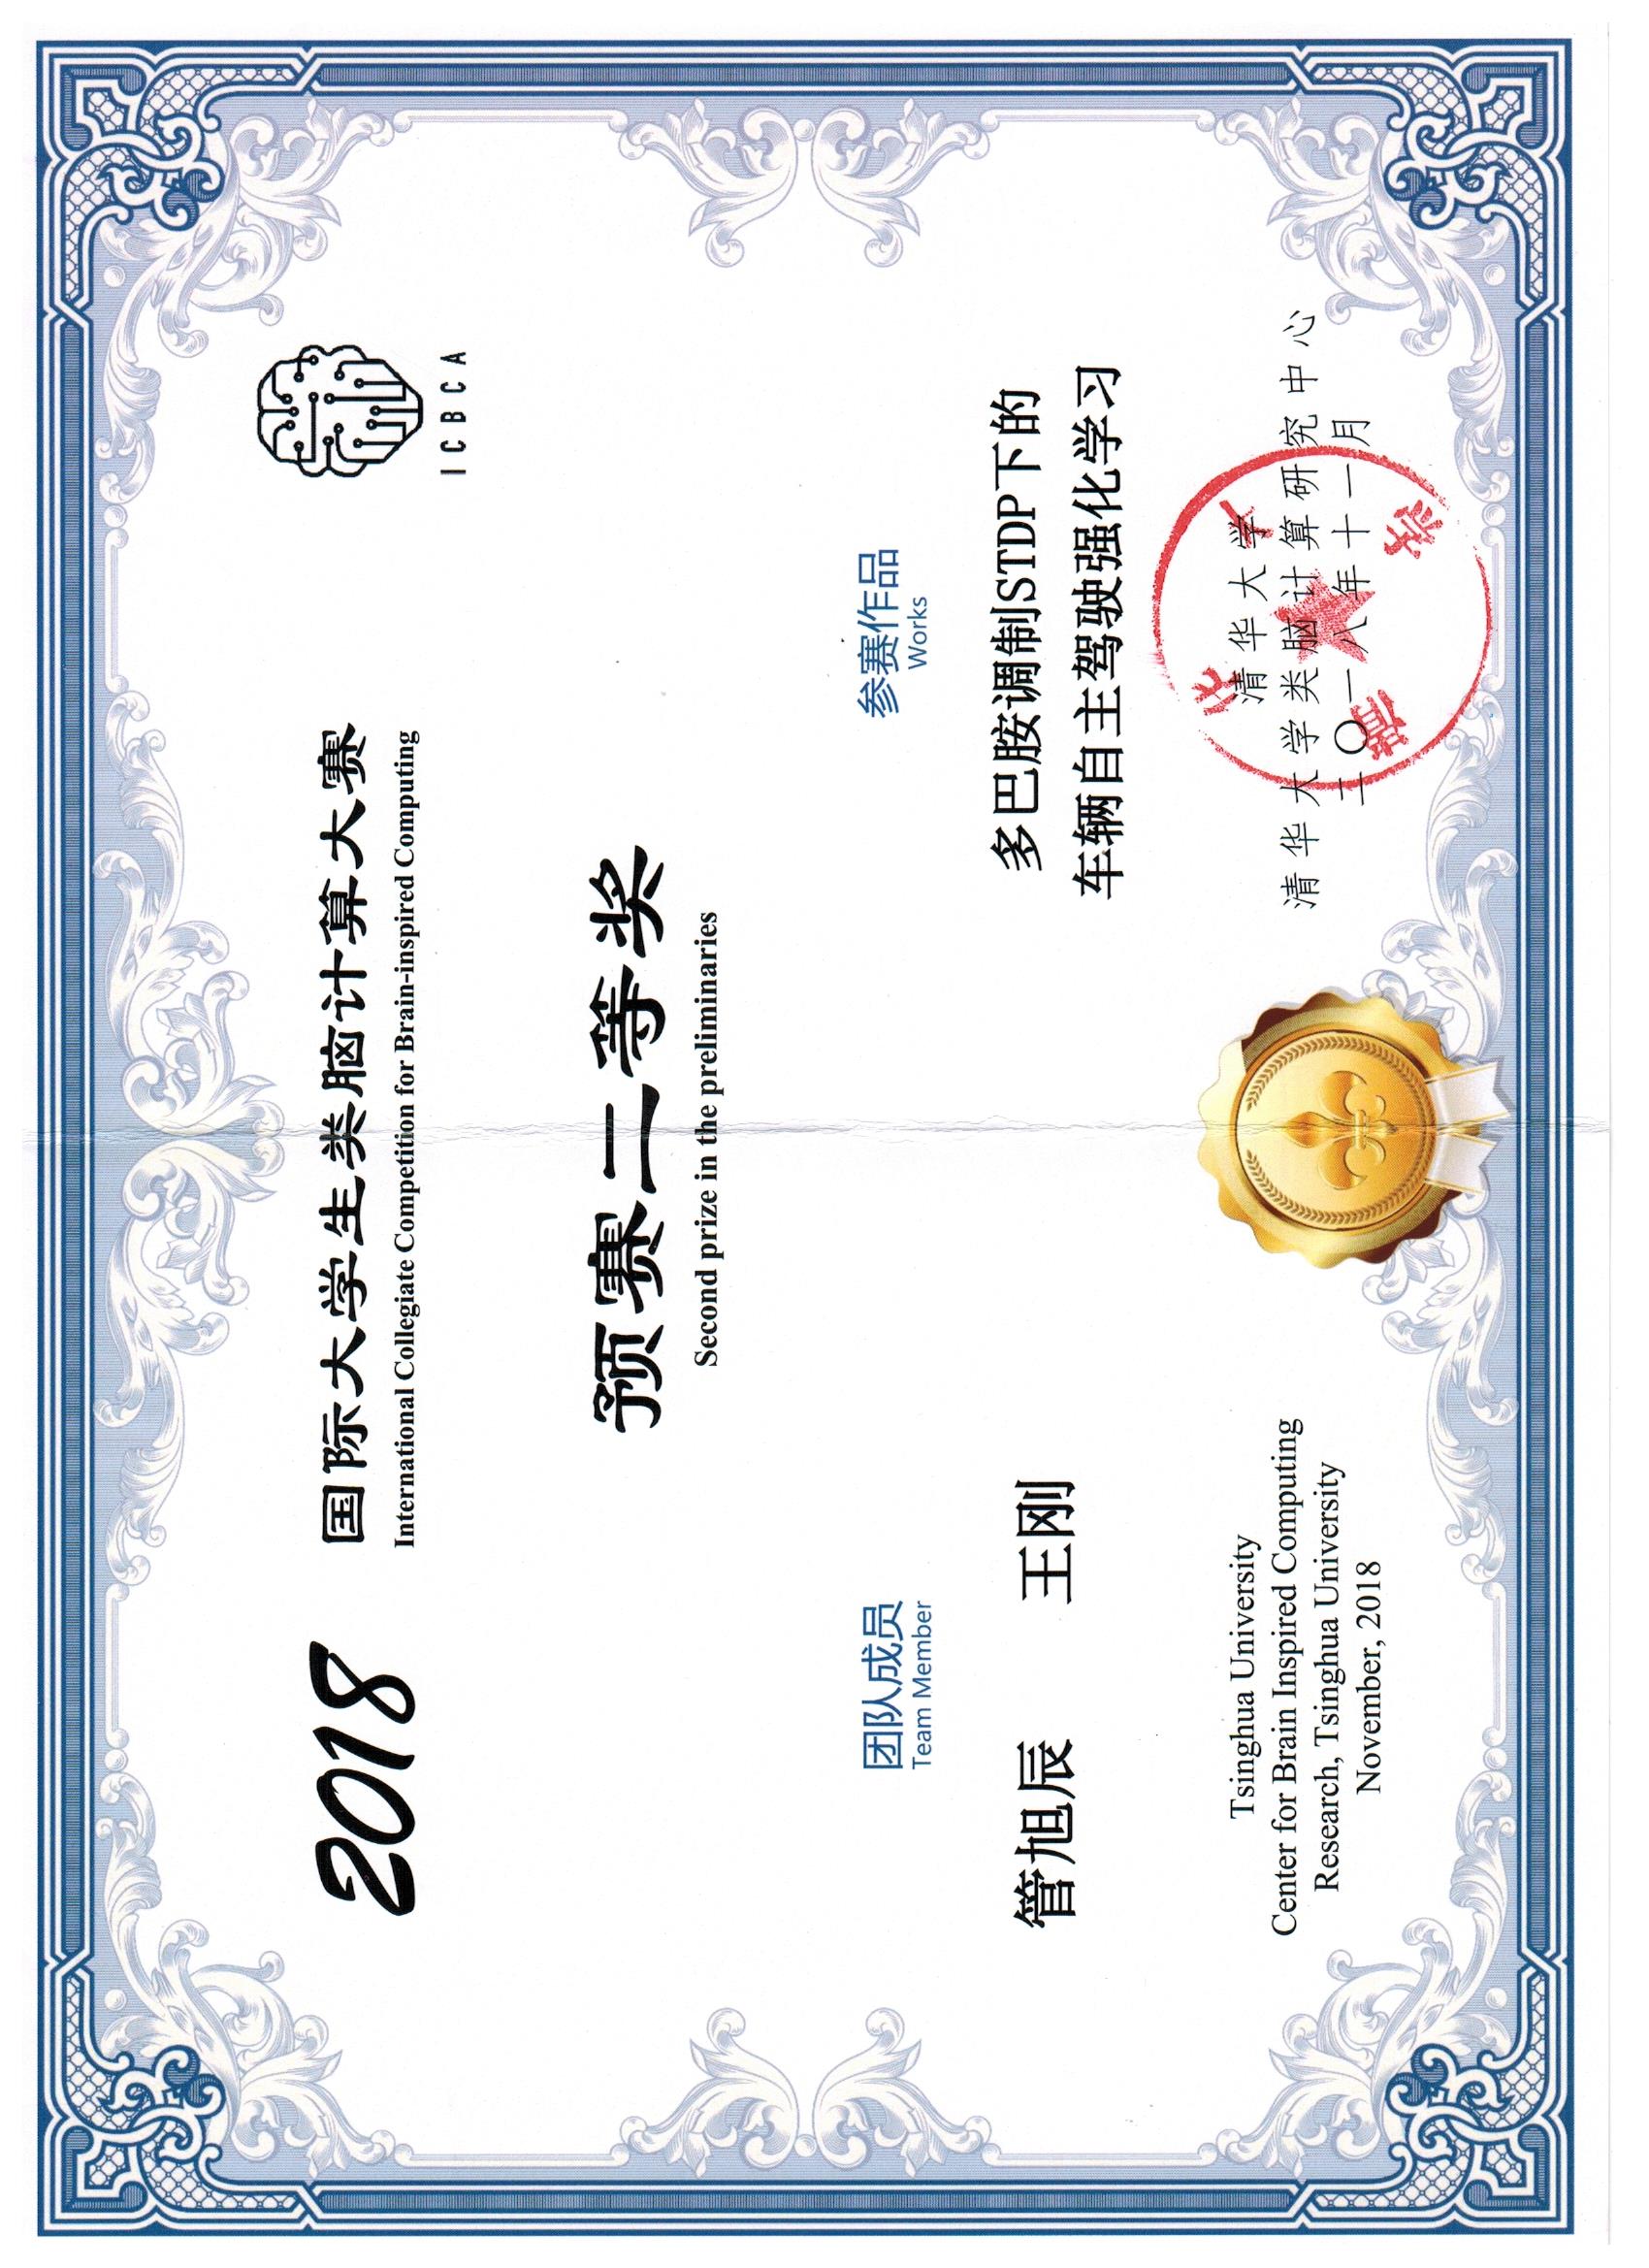 2018
国际大学生类脑计算大赛
International Collegiate Competition for Brain-inspired Computing
ICBCA
预赛二等奖
Second prize in the preliminaries
团队成员
Team Member
管旭辰 王刚
参赛作品
Works
多巴胺调制STDP下的
车辆自主驾驶强化学习
Tsinghua University
Center for Brain Inspired Computing
Research, Tsinghua University
November, 2018
清华大学
清华大学类脑计算研究中心
二〇一八年十一月
清华大学